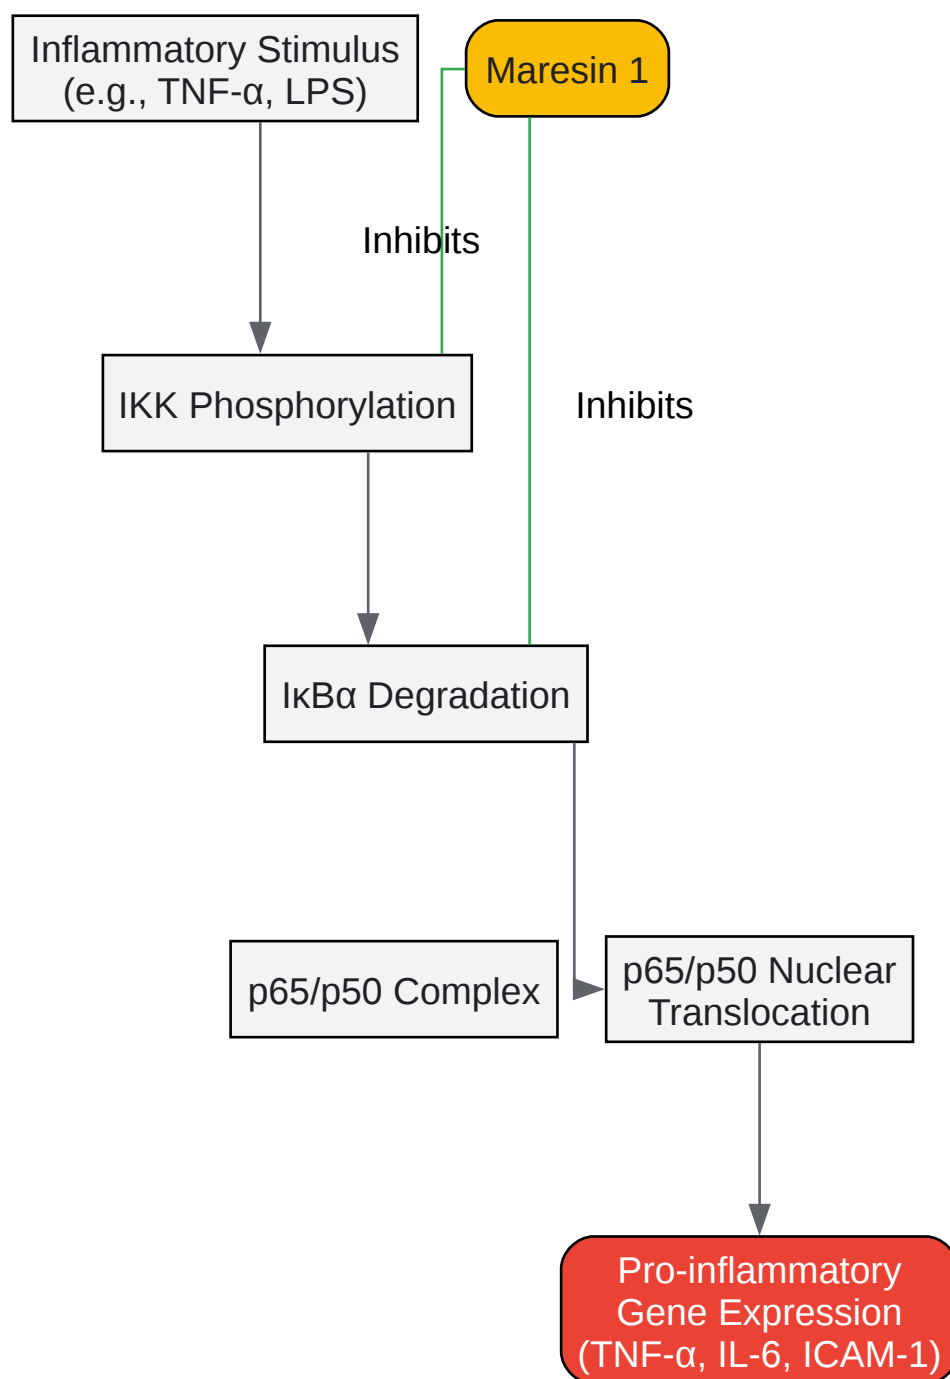 Inflammatory Stimulus
(e.g., TNF-α, LPS)
Maresin 1
Inhibits
IKK Phosphorylation
Inhibits
IκBα Degradation
p65/p50 Complex
p65/p50 Nuclear
Translocation
Pro-inflammatory
Gene Expression
(TNF-α, IL-6, ICAM-1)